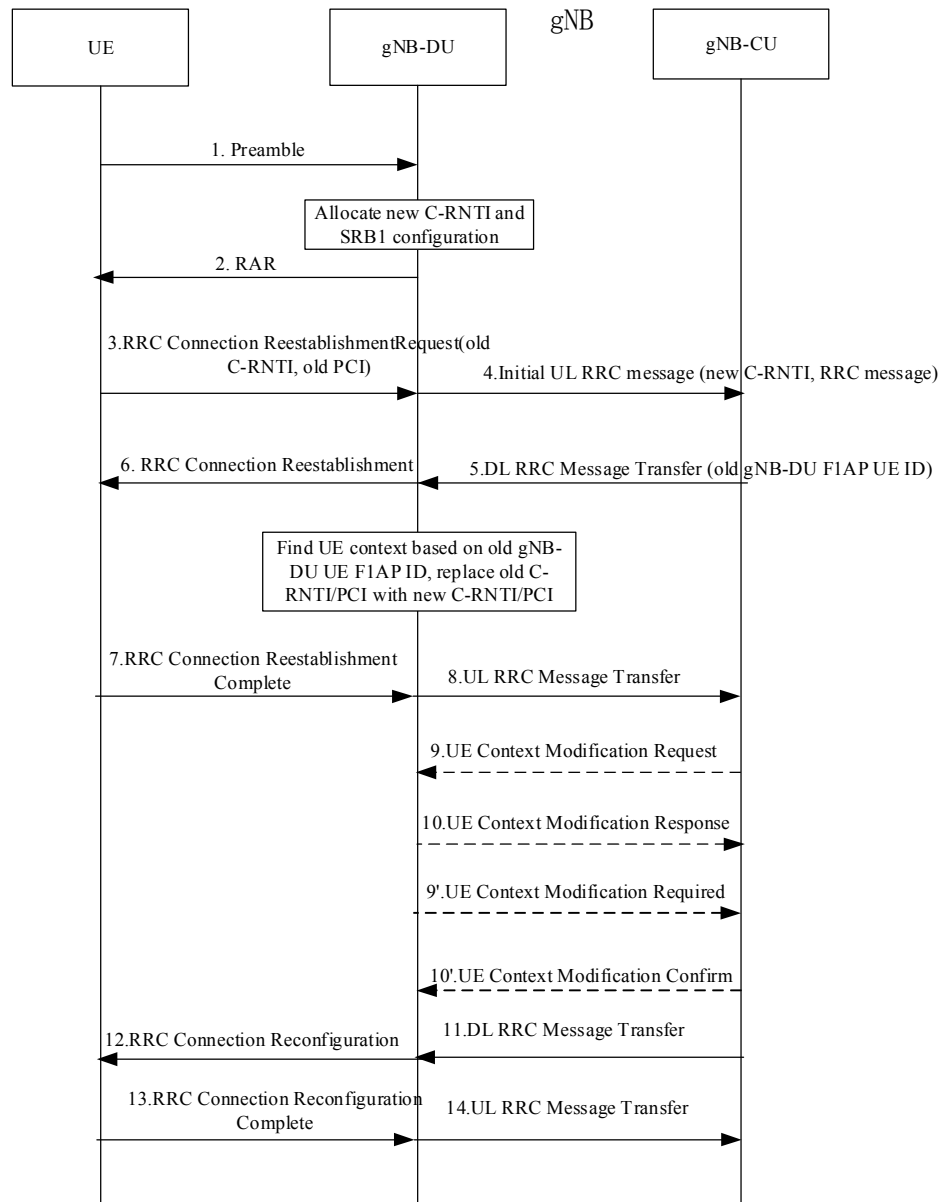 gNB
UE
gNB-DU
gNB-CU
1. Preamble
Allocate new C-RNTI and
SRB1 configuration
2. RAR
3.RRC Connection ReestablishmentRequest(old
C-RNTI, old PCI)
4.Initial UL RRC message (new C-RNTI, RRC message)
6. RRC Connection Reestablishment
5.DL RRC Message Transfer (old gNB-DU F1AP UE ID)
Find UE context based on old gNB-
DU UE F1AP ID, replace old C-
RNTI/PCI with new C-RNTI/PCI
7.RRC Connection Reestablishment
Complete
8.UL RRC Message Transfer
9.UE Context Modification Request
10.UE Context Modification Response
9'.UE Context Modification Required
10'.UE Context Modification Confirm
12.RRC Connection Reconfiguration
11.DL RRC Message Transfer
13.RRC Connection Reconfiguration
Complete
14.UL RRC Message Transfer